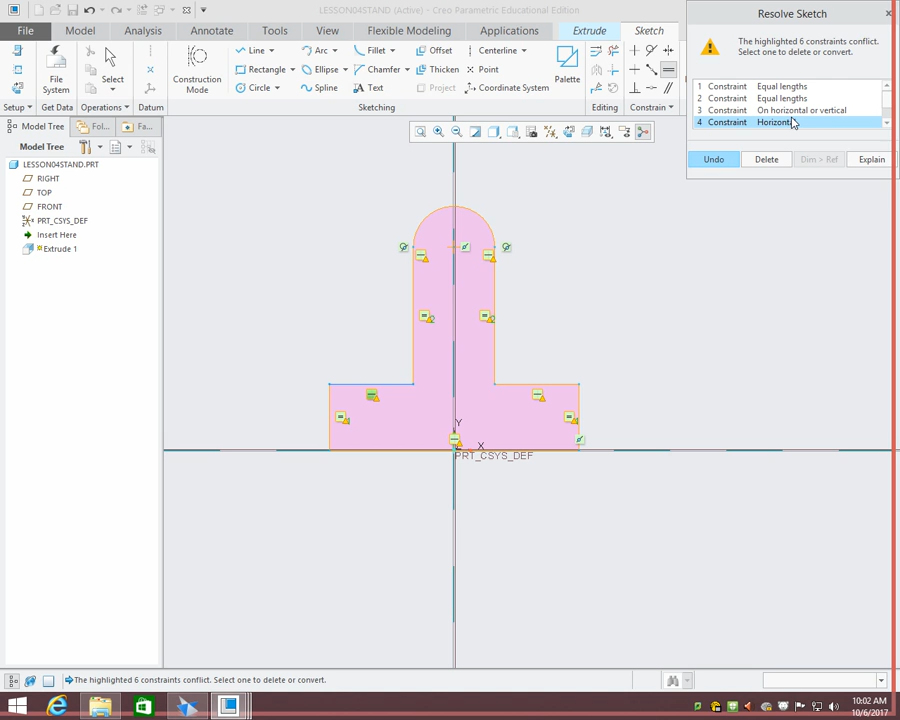 LESSON04STAND (Active) - Creo Parametric Educational Edition
File Model Analysis Annotate Tools View Flexible Modeling Applications Extrude Sketch
File System
Select
Construction Mode
Line Arc Fillet Offset Centerline
Rectangle Ellipse Chamfer Thicken Point
Circle Spline Text Project Coordinate System
Palette
Setup Get Data Operations Datum Sketching Editing Constrain
Resolve Sketch
The highlighted 6 constraints conflict.
Select one to delete or convert.
1 Constraint Equal lengths
2 Constraint Equal lengths
3 Constraint On horizontal or vertical
4 Constraint Horizontal
Undo Delete Dim > Ref Explain
Model Tree Fol... Fa...
Model Tree
LESSON04STAND.PRT
RIGHT
TOP
FRONT
PRT_CSYS_DEF
Insert Here
Extrude 1
2
2
Y
X
PRT_CSYS_DEF
The highlighted 6 constraints conflict. Select one to delete or convert.
10:02 AM
10/6/2017